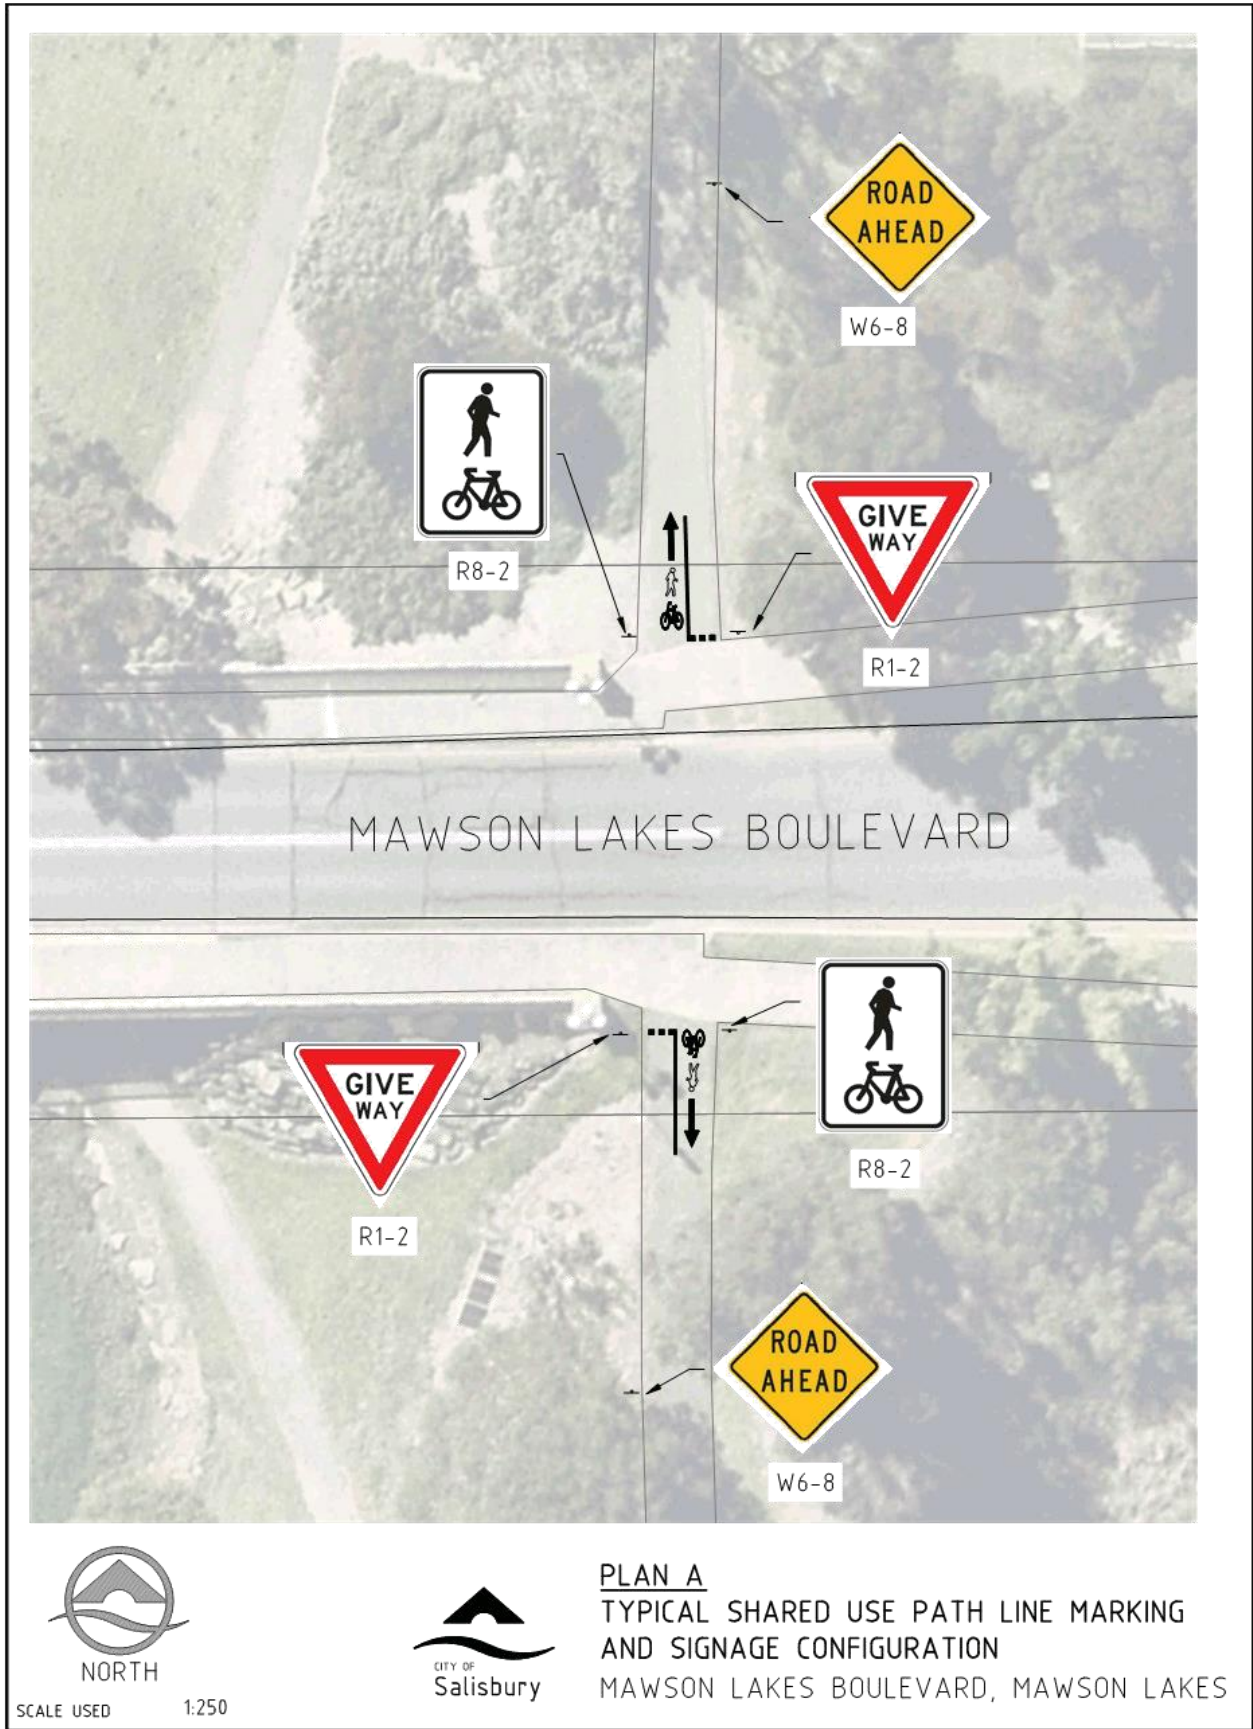 ROAD
AHEAD
W6-8
R8-2
GIVE
WAY
R1-2
MAWSON LAKES BOULEVARD
GIVE
WAY
R1-2
R8-2
ROAD
AHEAD
W6-8
NORTH
SCALE USED 1:250
CITY OF
Salisbury
PLAN A
TYPICAL SHARED USE PATH LINE MARKING
AND SIGNAGE CONFIGURATION
MAWSON LAKES BOULEVARD, MAWSON LAKES